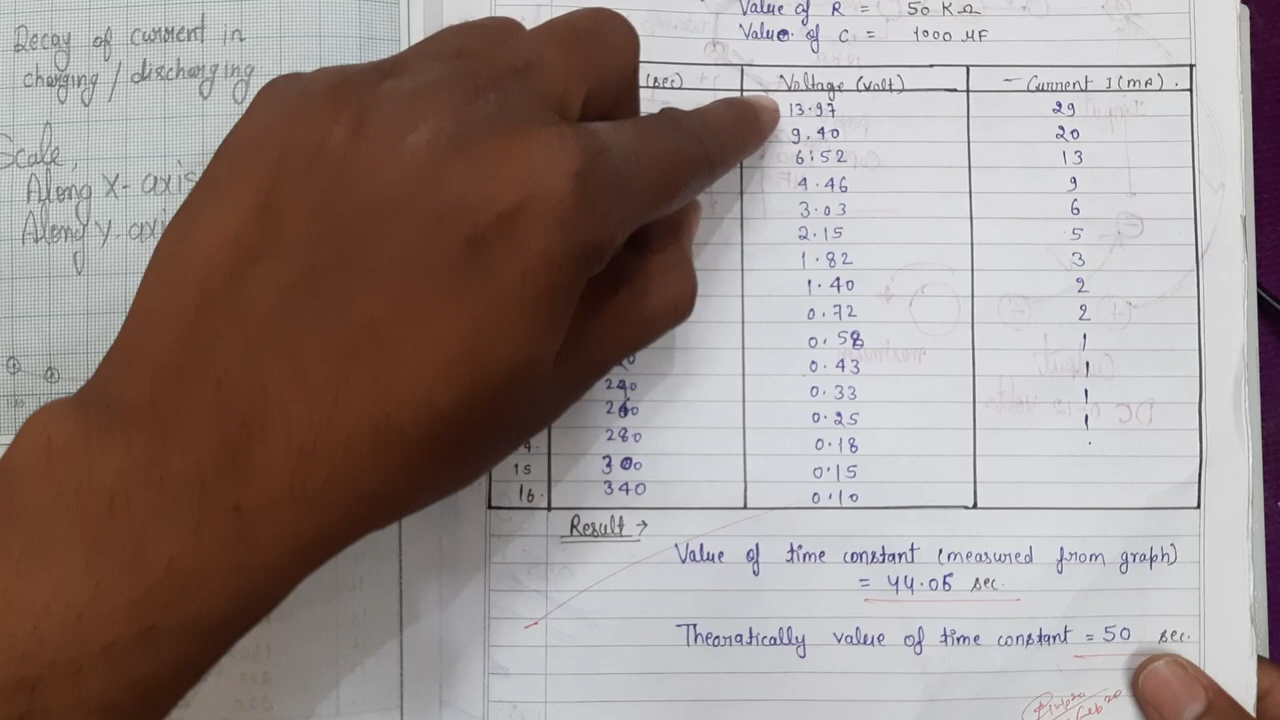 Decay of current in
charging / discharging
Scale,
Along X-axis
Along Y-axi
Value of R = 50 KΩ
Value of C = 1000 μF
(sec) Voltage (volt) - Current I (mA).
13.97 29
9.40 20
6.52 13
4.46 9
3.03 6
2.15 5
1.82 3
1.40 2
0.72 2
0.58 1
0.43 1
240 0.33 1
260 0.25 1
280 0.18
15 300 0.15
16. 340 0.10
Result →
Value of time constant (measured from graph)
= 44.05 sec.
Theoratically value of time constant = 50 sec.